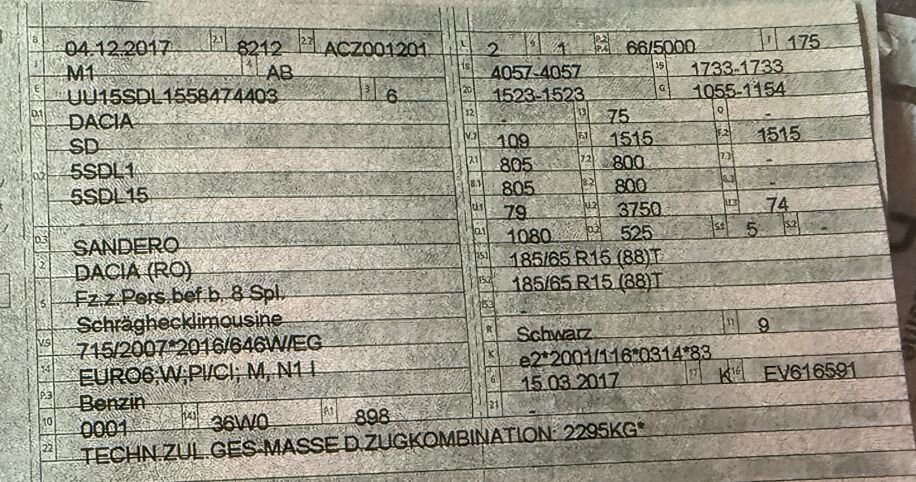 B 04.12.2017 2.1 8212 2.2 ACZ001201
J M1 4 AB
E UU15SDL1558474403 3 6
D.1 DACIA
SD
D.2 5SDL1
5SDL15
-
D.3 SANDERO
2 DACIA (RO)
5 Fz.z.Pers.bef.b. 8 Spl.
Schräghecklimousine
V.9 715/2007*2016/646W/EG
14 EURO6;W;PI/CI; M, N1 I
P.3 Benzin
10 0001 14.1 36W0 P.1 898
22 TECHN.ZUL.GES-MASSE D.ZUGKOMBINATION: 2295KG*
L 2 9 1 P.2 P.4 66/5000 T 175
18 4057-4057 19 1733-1733
20 1523-1523 G 1055-1154
12 - 13 75 Q -
V.7 109 F.1 1515 F.2 1515
7.1 805 7.2 800 7.3 -
8.1 805 8.2 800 8.3 -
U.1 79 U.2 3750 U.3 74
O.1 1080 O.2 525 S.1 5 S.2 -
15.1 185/65 R15 (88)T
15.2 185/65 R15 (88)T
15.3 -
R Schwarz 11 9
K e2*2001/116*0314*83
6 15.03.2017 17 K 16 EV616591
21 -